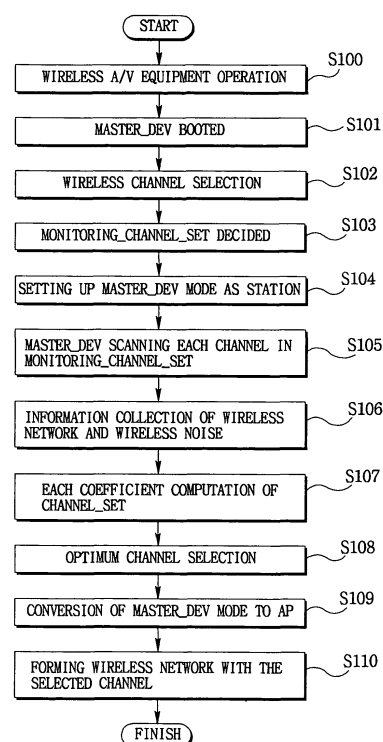 START
WIRELESS A/V EQUIPMENT OPERATION
S100
MASTER_DEV BOOTED
S101
WIRELESS CHANNEL SELECTION
S102
MONITORING_CHANNEL_SET DECIDED
S103
SETTING UP MASTER_DEV MODE AS STATION
S104
MASTER_DEV SCANNING EACH CHANNEL IN
MONITORING_CHANNEL_SET
S105
INFORMATION COLLECTION OF WIRELESS
NETWORK AND WIRELESS NOISE
S106
EACH COEFFICIENT COMPUTATION OF
CHANNEL_SET
S107
OPTIMUM CHANNEL SELECTION
S108
CONVERSION OF MASTER_DEV MODE TO AP
S109
FORMING WIRELESS NETWORK WITH THE
SELECTED CHANNEL
S110
FINISH